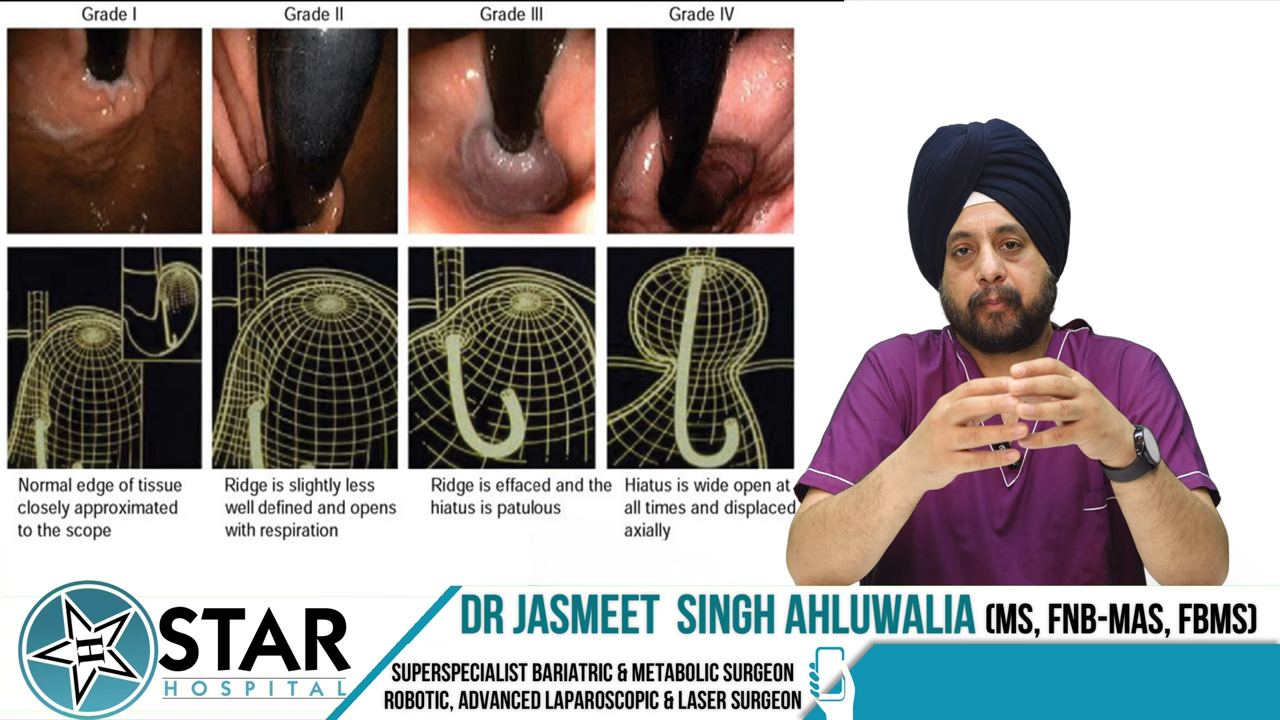 Grade I
Grade II
Grade III
Grade IV
Normal edge of tissue
closely approximated
to the scope
Ridge is slightly less
well defined and opens
with respiration
Ridge is effaced and the
hiatus is patulous
Hiatus is wide open at
all times and displaced
axially
H
STAR
HOSPITAL
DR JASMEET SINGH AHLUWALIA (MS, FNB-MAS, FBMS)
SUPERSPECIALIST BARIATRIC & METABOLIC SURGEON
ROBOTIC, ADVANCED LAPAROSCOPIC & LASER SURGEON